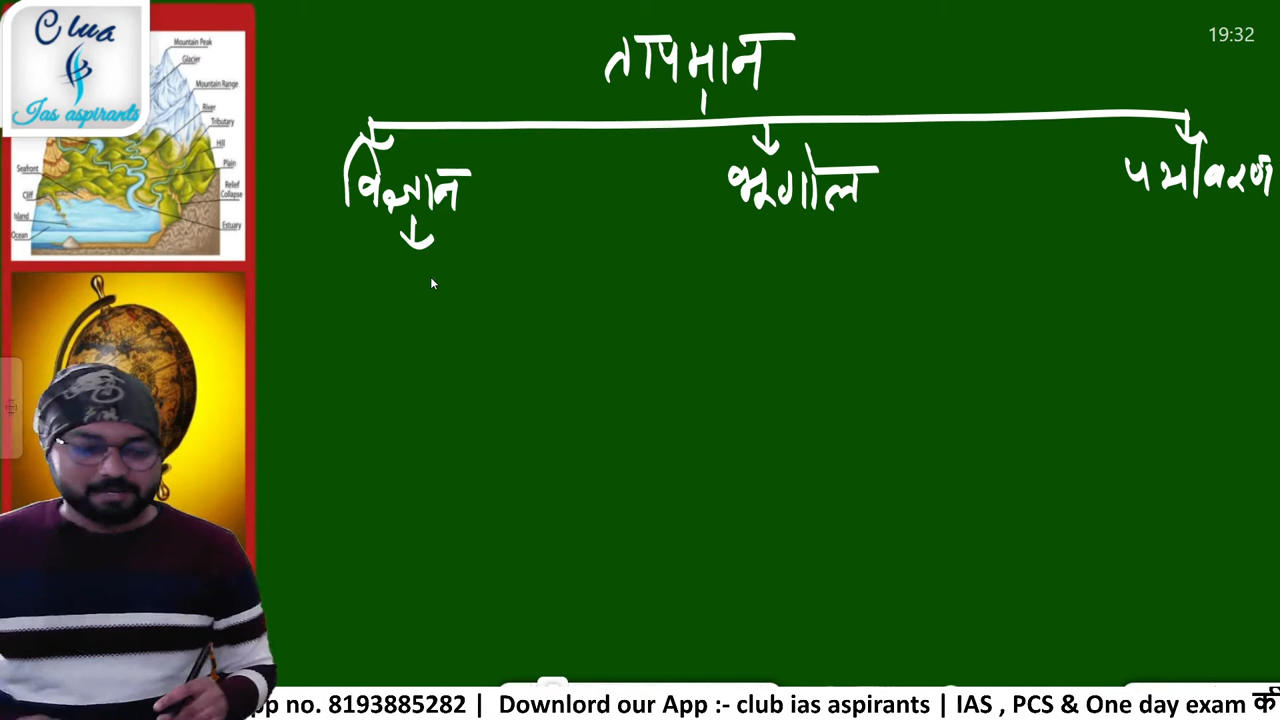 Clua
Ias aspirants
Mountain Peak
Glacier
Mountain Range
River
Tributary
Hill
Plain
Relief
Collapse
Estuary
Seafront
Cliff
Island
Ocean
19:32
तापमान
विज्ञान
भूगोल
पर्यावरण
pp no. 8193885282 | Downlord our App :- club ias aspirants | IAS , PCS & One day exam की